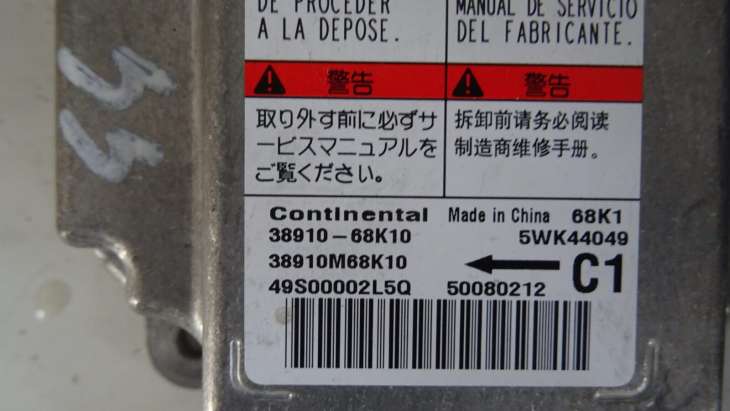 DE PROCEDER
A LA DEPOSE.
MANUAL DE SERVICIO
DEL FABRICANTE.
警告
取り外す前に必ずサ
ービスマニュアルを
ご覧ください。
警告
拆卸前请务必阅读
制造商维修手册。
Continental Made in China 68K1
38910-68K10 5WK44049
38910M68K10 C1
49S00002L5Q 50080212